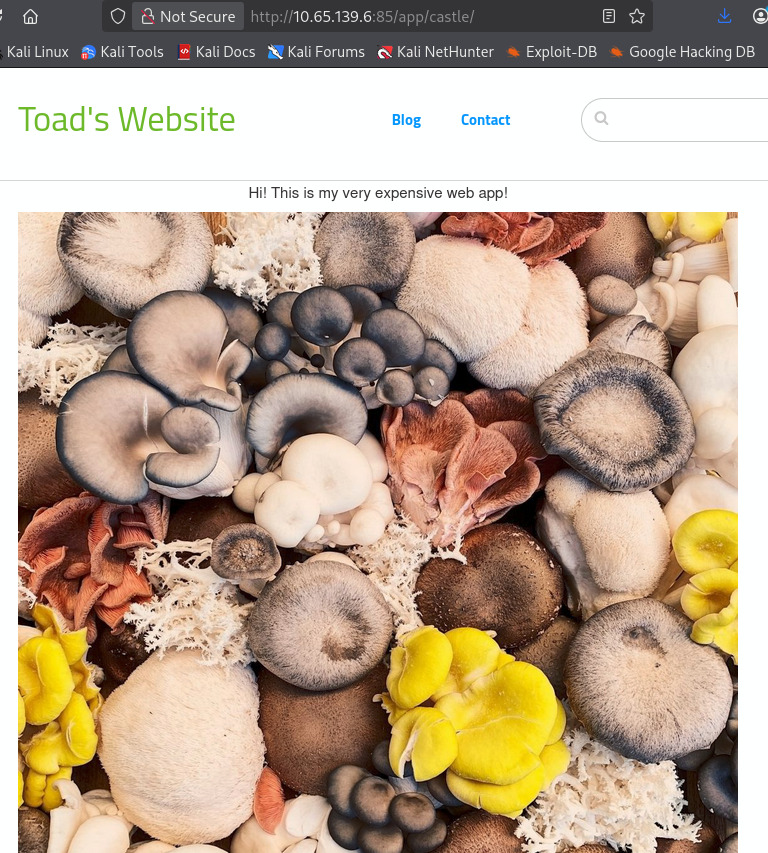 Not Secure http://10.65.139.6:85/app/castle/
Kali Linux Kali Tools Kali Docs Kali Forums Kali NetHunter Exploit-DB Google Hacking DB
Toad's Website Blog Contact
Hi! This is my very expensive web app!